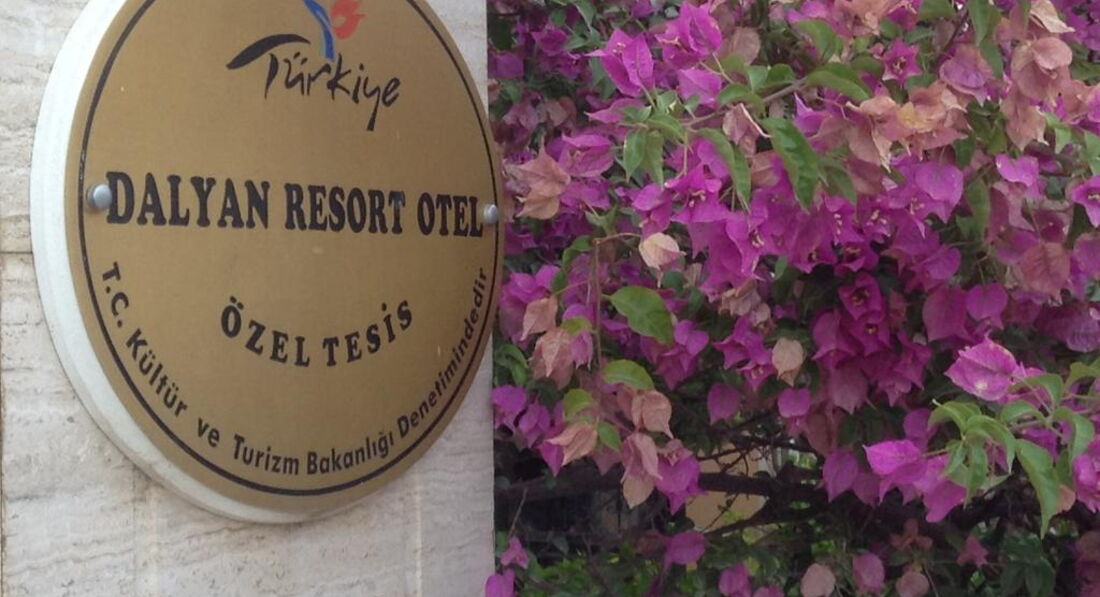 Türkiye
DALYAN RESORT OTEL
ÖZEL TESİS
T.C. Kültür ve Turizm Bakanlığı Denetimindedir